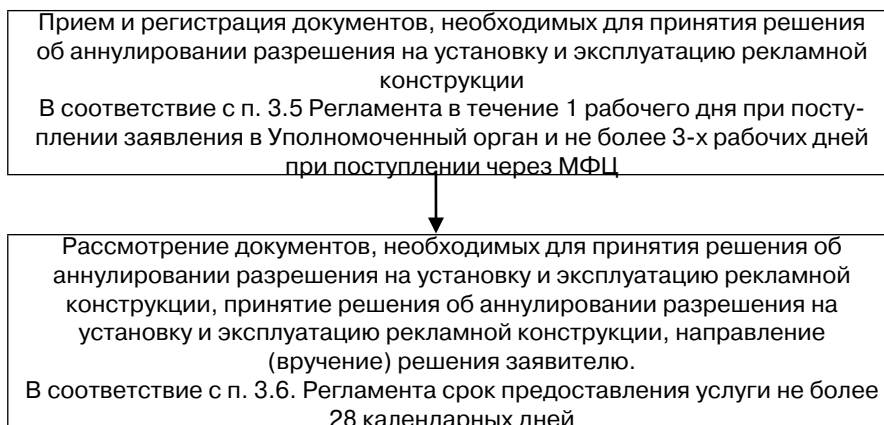 Прием и регистрация документов, необходимых для принятия решения
об аннулировании разрешения на установку и эксплуатацию рекламной
конструкции
В соответствие с п. 3.5 Регламента в течение 1 рабочего дня при посту-
плении заявления в Уполномоченный орган и не более 3-х рабочих дней
при поступлении через МФЦ
Рассмотрение документов, необходимых для принятия решения об
аннулировании разрешения на установку и эксплуатацию рекламной
конструкции, принятие решения об аннулировании разрешения на
установку и эксплуатацию рекламной конструкции, направление
(вручение) решения заявителю.
В соответствие с п. 3.6. Регламента срок предоставления услуги не более
28 календарных дней